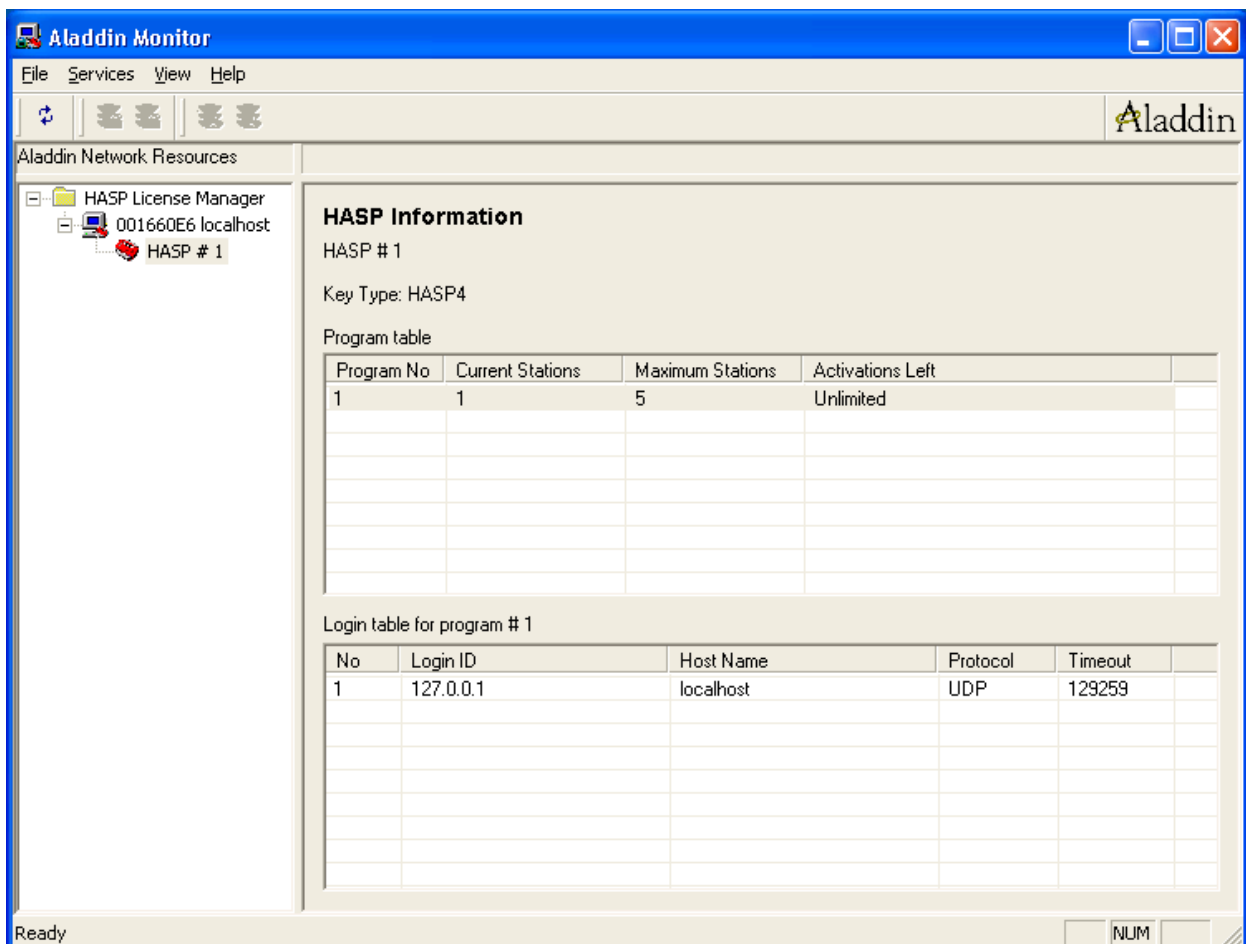 Aladdin Monitor
File Services View Help
Aladdin
Aladdin Network Resources
HASP License Manager
001660E6 localhost
HASP # 1
HASP Information
HASP # 1
Key Type: HASP4
Program table
Program No Current Stations Maximum Stations Activations Left
1 1 5 Unlimited
Login table for program # 1
No Login ID Host Name Protocol Timeout
1 127.0.0.1 localhost UDP 129259
Ready NUM